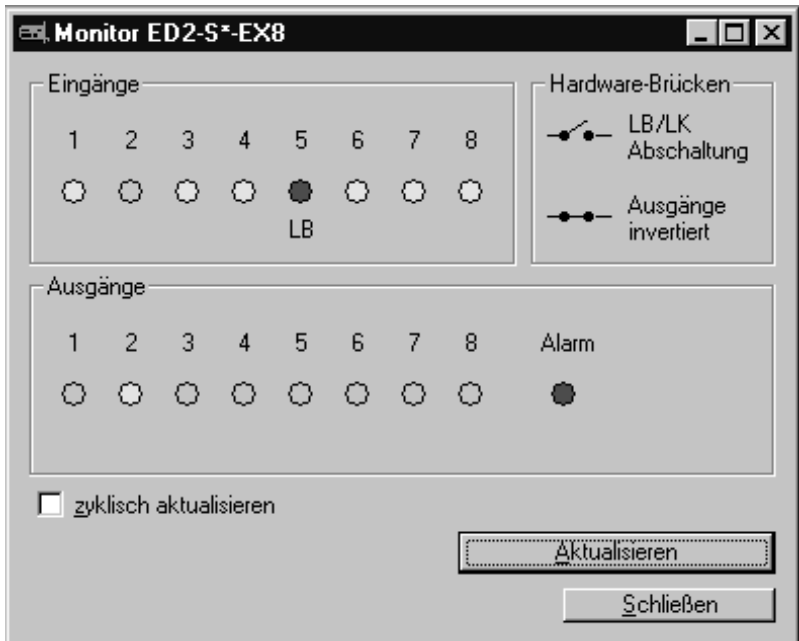 Monitor ED2-S*-EX8
Eingänge
1 2 3 4 5 6 7 8
LB
Hardware-Brücken
LB/LK
Abschaltung
Ausgänge
invertiert
Ausgänge
1 2 3 4 5 6 7 8 Alarm
zyklisch aktualisieren
Aktualisieren
Schließen